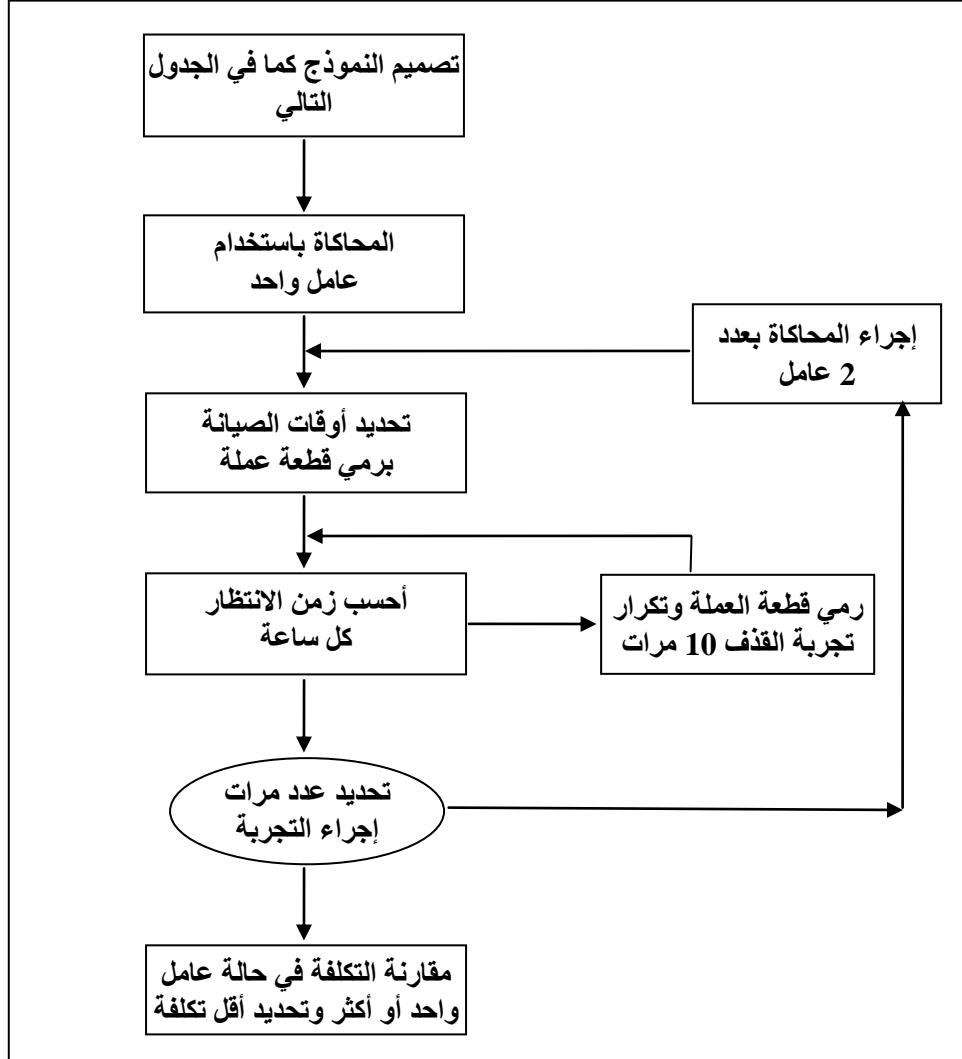 تصميم النموذج كما في الجدول
التالي
المحاكاة باستخدام
عامل واحد
إجراء المحاكاة بعدد
2 عامل
تحديد أوقات الصيانة
برمي قطعة عملة
أحسب زمن الانتظار
كل ساعة
رمي قطعة العملة وتكرار
تجربة القذف 10 مرات
تحديد عدد مرات
إجراء التجربة
مقارنة التكلفة في حالة عامل
واحد أو أكثر وتحديد أقل تكلفة